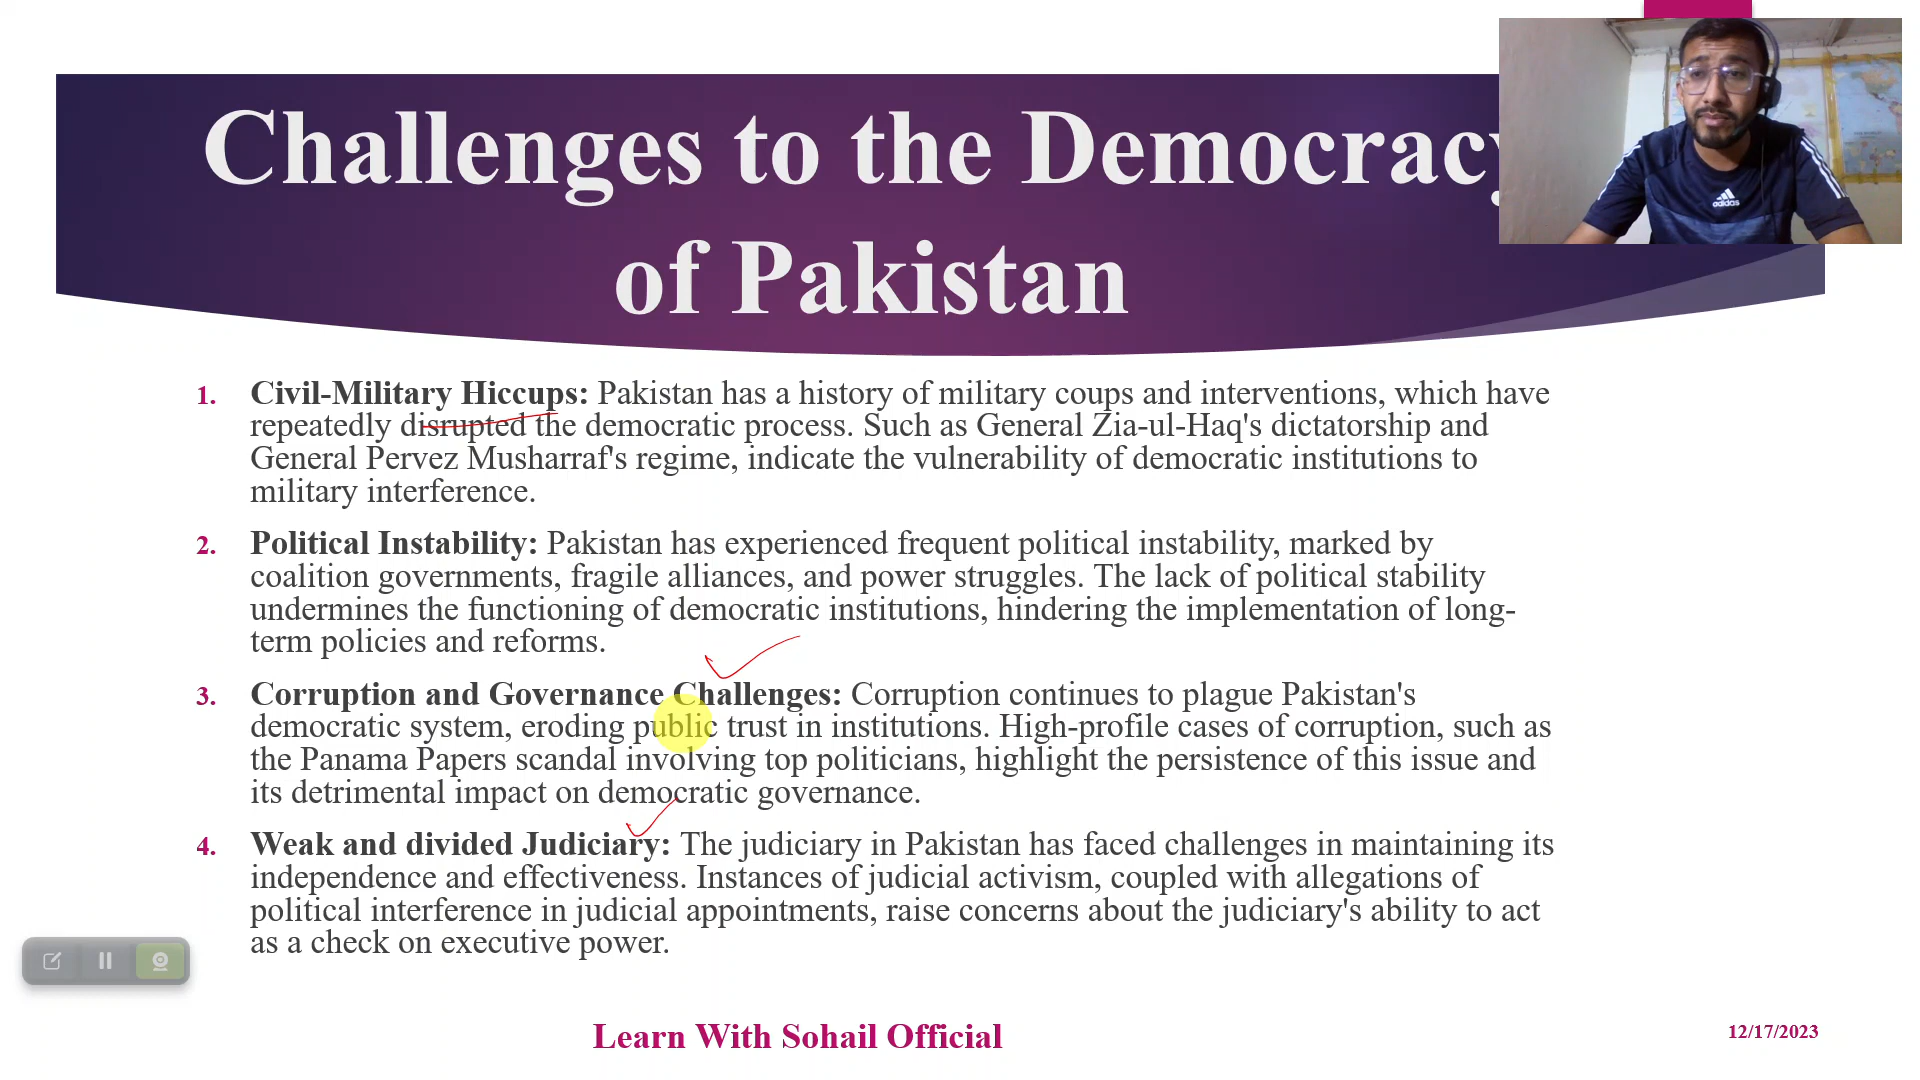 Challenges to the Democracy
of Pakistan
adidas
1. Civil-Military Hiccups: Pakistan has a history of military coups and interventions, which have
repeatedly disrupted the democratic process. Such as General Zia-ul-Haq's dictatorship and
General Pervez Musharraf's regime, indicate the vulnerability of democratic institutions to
military interference.
2. Political Instability: Pakistan has experienced frequent political instability, marked by
coalition governments, fragile alliances, and power struggles. The lack of political stability
undermines the functioning of democratic institutions, hindering the implementation of long-
term policies and reforms.
3. Corruption and Governance Challenges: Corruption continues to plague Pakistan's
democratic system, eroding public trust in institutions. High-profile cases of corruption, such as
the Panama Papers scandal involving top politicians, highlight the persistence of this issue and
its detrimental impact on democratic governance.
4. Weak and divided Judiciary: The judiciary in Pakistan has faced challenges in maintaining its
independence and effectiveness. Instances of judicial activism, coupled with allegations of
political interference in judicial appointments, raise concerns about the judiciary's ability to act
as a check on executive power.
Learn With Sohail Official
12/17/2023